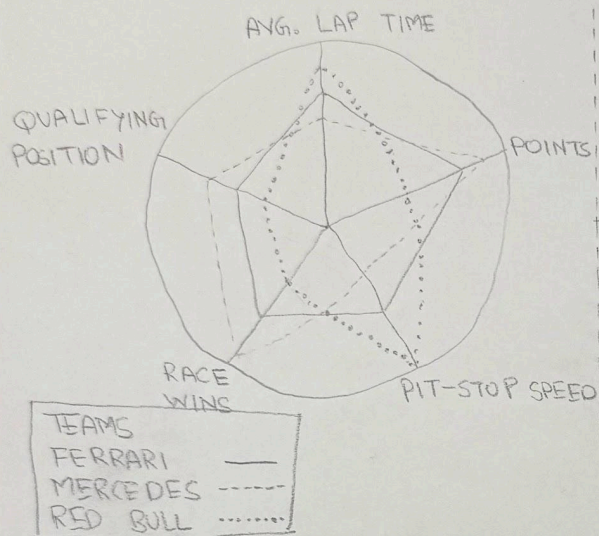 AVG. LAP TIME
QUALIFYING
POSITION
POINTS
RACE
WINS
PIT-STOP SPEED
TEAMS
FERRARI
MERCEDES
RED BULL